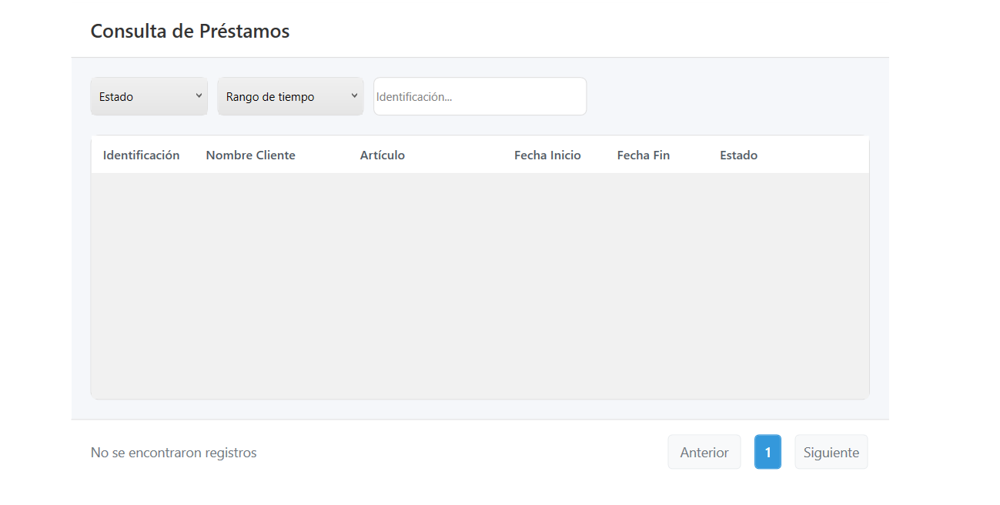 Consulta de Préstamos
Estado Rango de tiempo Identificación...
Identificación Nombre Cliente Artículo Fecha Inicio Fecha Fin Estado
No se encontraron registros Anterior 1 Siguiente